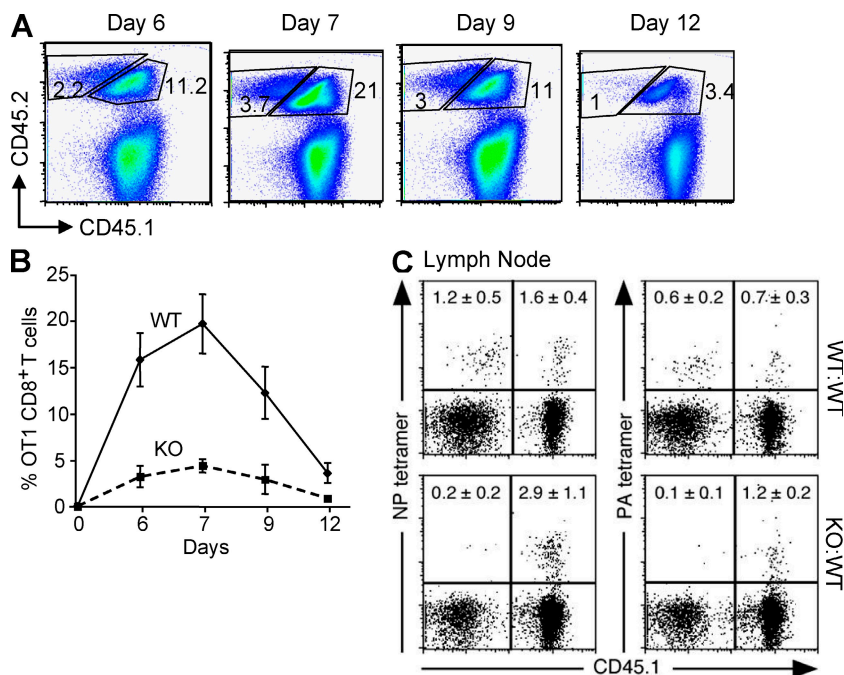 A
Day 6
Day 7
Day 9
Day 12
CD45.2
2.2
11.2
3.7
21
3
11
1
3.4
CD45.1
B
25
20
15
10
5
0
% OT1 CD8+ T cells
WT
KO
0 6 7 9 12
Days
C Lymph Node
NP tetramer
1.2 ± 0.5
1.6 ± 0.4
PA tetramer
0.6 ± 0.2
0.7 ± 0.3
WT:WT
0.2 ± 0.2
2.9 ± 1.1
0.1 ± 0.1
1.2 ± 0.2
KO:WT
CD45.1